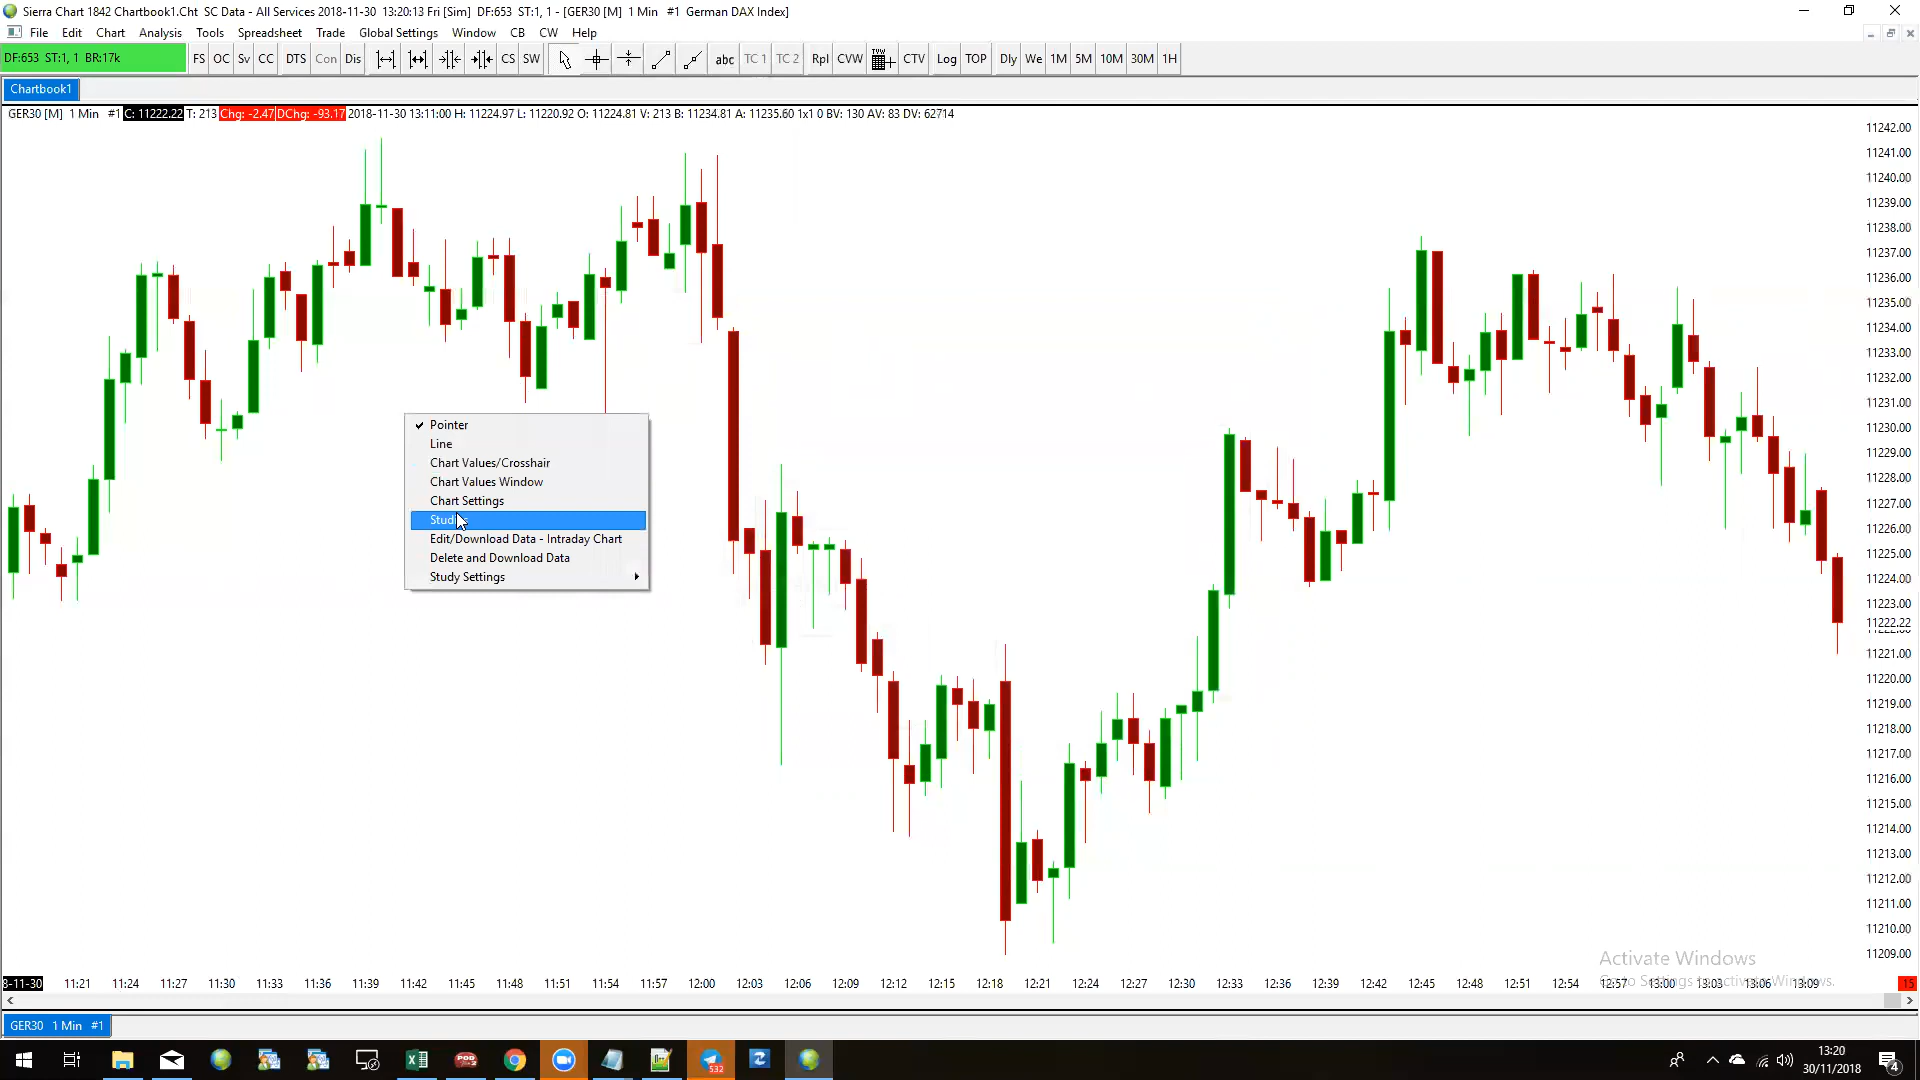 Sierra Chart 1842 Chartbook1.Cht  SC Data - All Services 2018-11-30  13:20:13 Fri [Sim]  DF:653  ST:1, 1 - [GER30 [M]  1 Min   #1  German DAX Index]
File Edit Chart Analysis Tools Spreadsheet Trade Global Settings Window CB CW Help
DF:653  ST:1, 1  BR:17k FS OC Sv CC DTS Con Dis CS SW abc TC 1 TC 2 Rpl CVW CTV Log TOP Dly We 1M 5M 10M 30M 1H
Chartbook1
GER30 [M]  1 Min   #1 C: 11222.22 T: 213 Chg: -2.47 DChg: -93.17 2018-11-30 13:11:00 H: 11224.97 L: 11220.92 O: 11224.81 V: 213 B: 11234.81 A: 11235.60 1x1 0 BV: 130 AV: 83 DV: 62714
11242.00
11241.00
11240.00
11239.00
11238.00
11237.00
11236.00
11235.00
11234.00
11233.00
11232.00
11231.00
11230.00
11229.00
11228.00
11227.00
11226.00
11225.00
11224.00
11223.00
11222.22
11221.00
11220.00
11219.00
11218.00
11217.00
11216.00
11215.00
11214.00
11213.00
11212.00
11211.00
11210.00
11209.00
Pointer
Line
Chart Values/Crosshair
Chart Values Window
Chart Settings
Edit/Download Data - Intraday Chart
Delete and Download Data
Study Settings
Activate Windows
Go to Settings to activate Windows.
8-11-30 11:21 11:24 11:27 11:30 11:33 11:36 11:39 11:42 11:45 11:48 11:51 11:54 11:57 12:00 12:03 12:06 12:09 12:12 12:15 12:18 12:21 12:24 12:27 12:30 12:33 12:36 12:39 12:42 12:45 12:48 12:51 12:54 12:57 13:00 13:03 13:06 13:09 15
GER30  1 Min  #1
532
13:20
30/11/2018
4